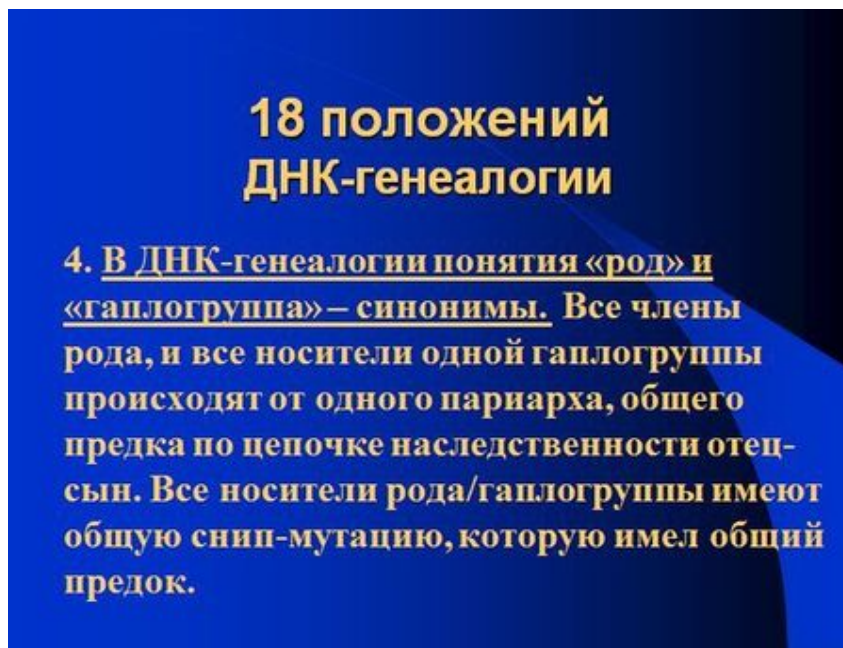 18 положений
ДНК-генеалогии
4. В ДНК-генеалогии понятия «род» и
«гаплогруппа» – синонимы. Все члены
рода, и все носители одной гаплогруппы
происходят от одного париарха, общего
предка по цепочке наследственности отец-
сын. Все носители рода/гаплогруппы имеют
общую снип-мутацию, которую имел общий
предок.